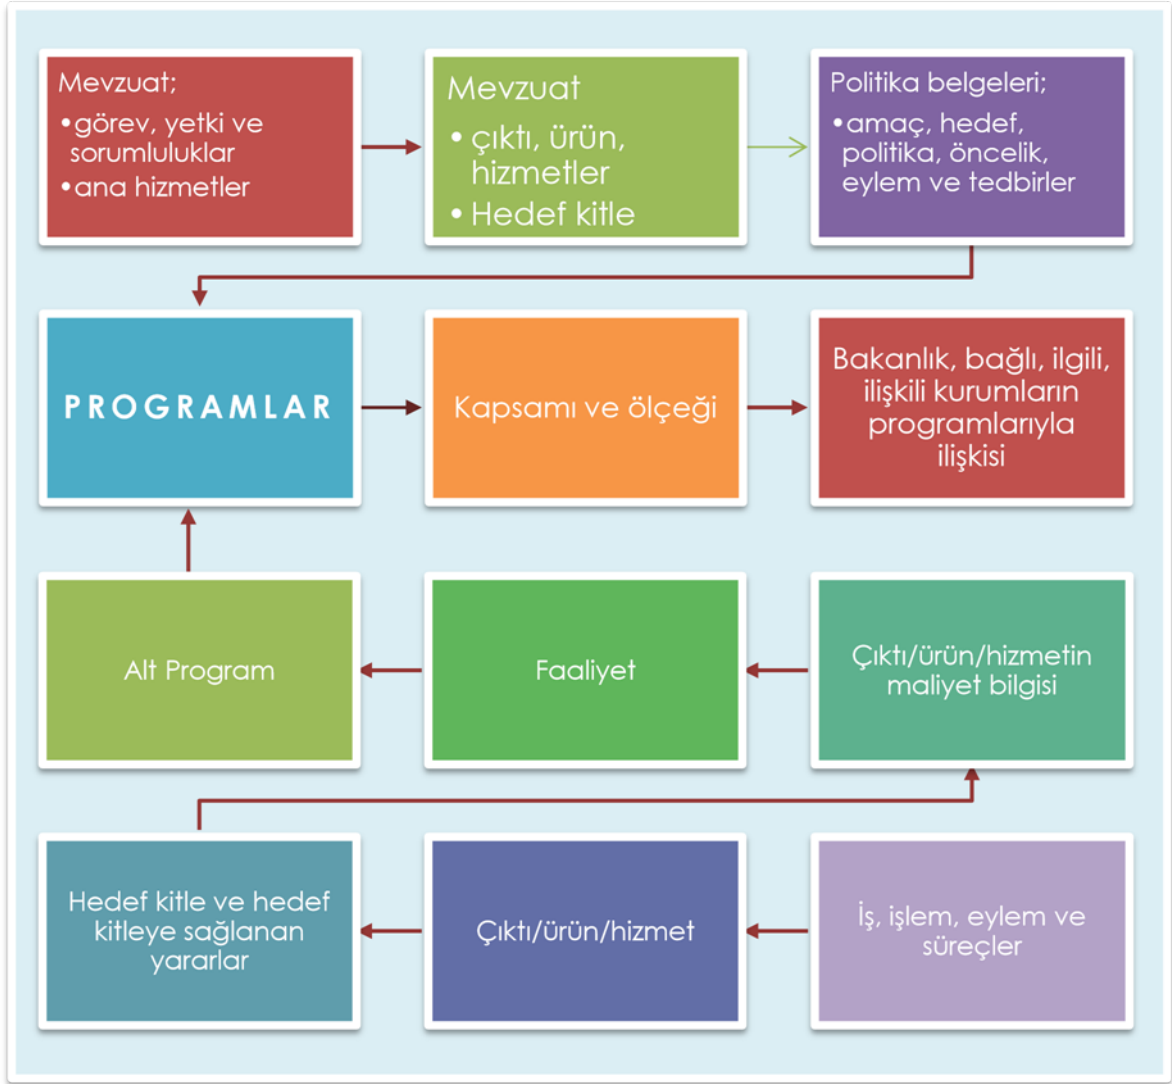 Mevzuat;
•görev, yetki ve
sorumluluklar
•ana hizmetler
Mevzuat
• çıktı, ürün,
hizmetler
• Hedef kitle
Politika belgeleri;
•amaç, hedef,
politika, öncelik,
eylem ve tedbirler
PROGRAMLAR
Kapsamı ve ölçeği
Bakanlık, bağlı, ilgili,
ilişkili kurumların
programlarıyla
ilişkisi
Alt Program
Faaliyet
Çıktı/ürün/hizmetin
maliyet bilgisi
Hedef kitle ve hedef
kitleye sağlanan
yararlar
Çıktı/ürün/hizmet
İş, işlem, eylem ve
süreçler